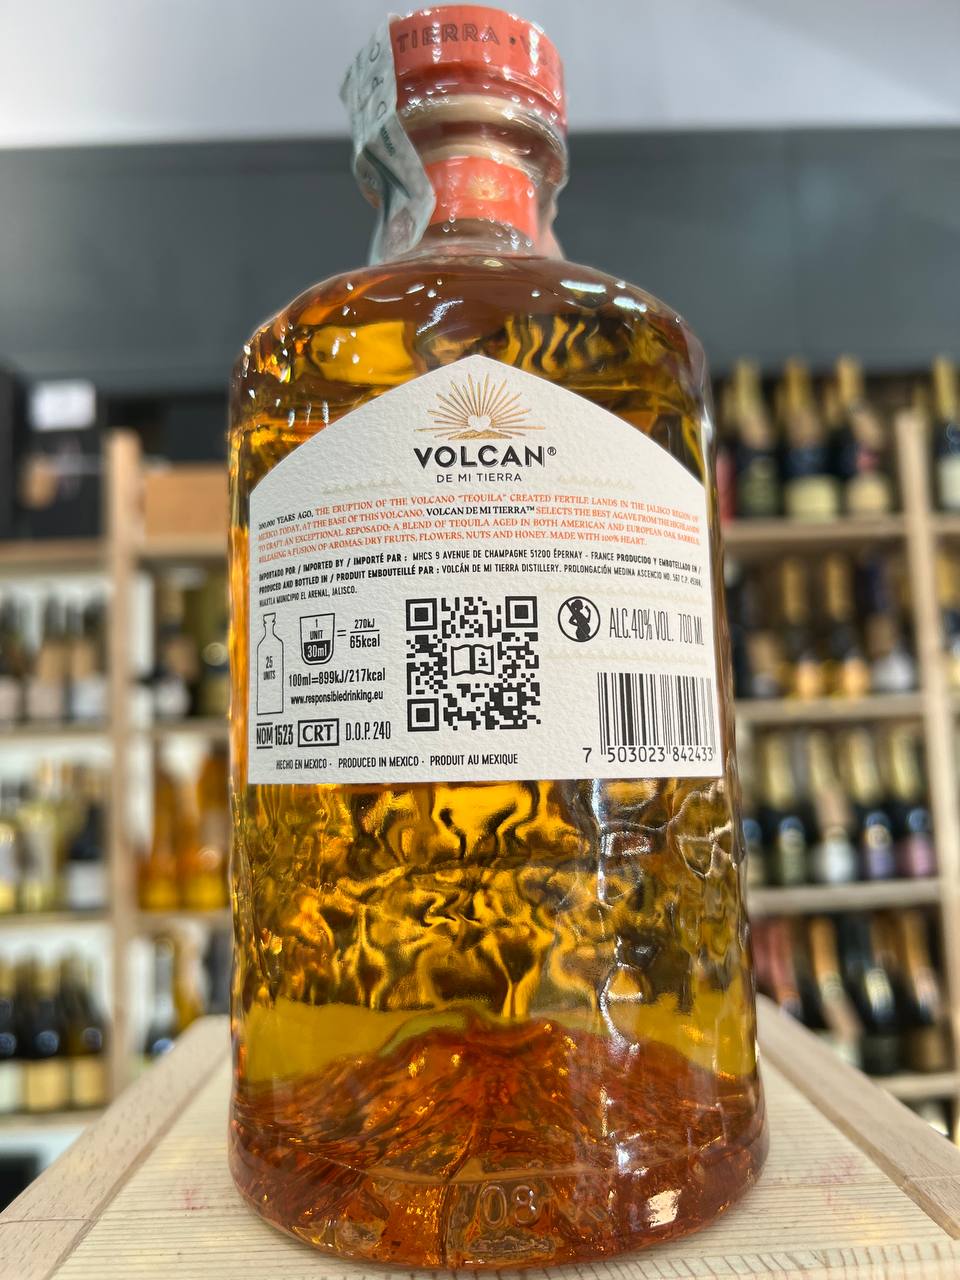 TIERRA ·
VOLCAN®
DE MI TIERRA
200,000 YEARS AGO, THE ERUPTION OF THE VOLCANO "TEQUILA" CREATED FERTILE LANDS IN THE JALISCO REGION OF
MEXICO TODAY, AT THE BASE OF THIS VOLCANO, VOLCAN DE MI TIERRA™ SELECTS THE BEST AGAVE FROM THE HIGHLANDS
TO CRAFT AN EXCEPTIONAL REPOSADO: A BLEND OF TEQUILA AGED IN BOTH AMERICAN AND EUROPEAN OAK BARRELS,
RELEASING A FUSION OF AROMAS: DRY FRUITS, FLOWERS, NUTS AND HONEY. MADE WITH 100% HEART.
IMPORTADO POR / IMPORTED BY / IMPORTÉ PAR : MHCS 9 AVENUE DE CHAMPAGNE 51200 ÉPERNAY - FRANCE PRODUCIDO Y EMBOTELLADO EN /
PRODUCED AND BOTTLED IN / PRODUIT EMBOUTEILLÉ PAR : VOLCÁN DE MI TIERRA DISTILLERY. PROLONGACIÓN MEDINA ASCENCIO NO. 567 C.P. 45368,
HUAXTLA MUNICIPIO EL ARENAL, JALISCO.
25
UNITS
1
UNIT
30ml
=
270kJ
65kcal
100ml=899kJ/217kcal
www.responsibledrinking.eu
ALC.40% VOL. 700 ML
NOM 1523 CRT D.O.P. 240
7 503023 842433
HECHO EN MEXICO - PRODUCED IN MEXICO - PRODUIT AU MEXIQUE
08